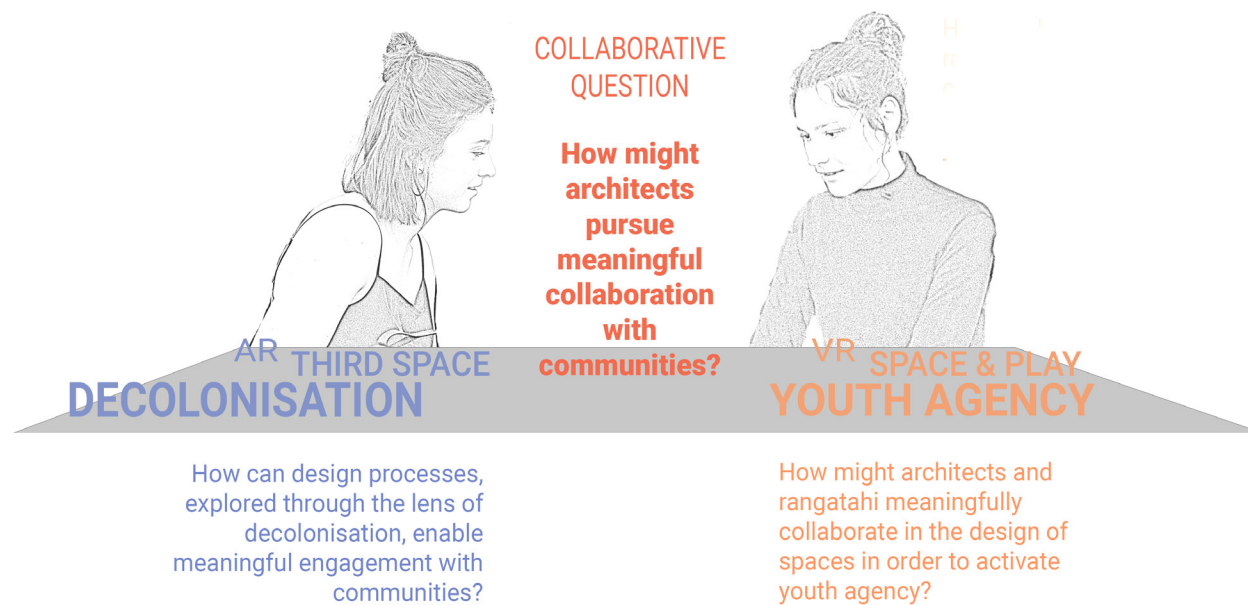 COLLABORATIVE
QUESTION
How might
architects
pursue
meaningful
collaboration
with
communities?
AR THIRD SPACE
DECOLONISATION
How can design processes,
explored through the lens of
decolonisation, enable
meaningful engagement with
communities?
VR SPACE & PLAY
YOUTH AGENCY
How might architects and
rangatahi meaningfully
collaborate in the design of
spaces in order to activate
youth agency?